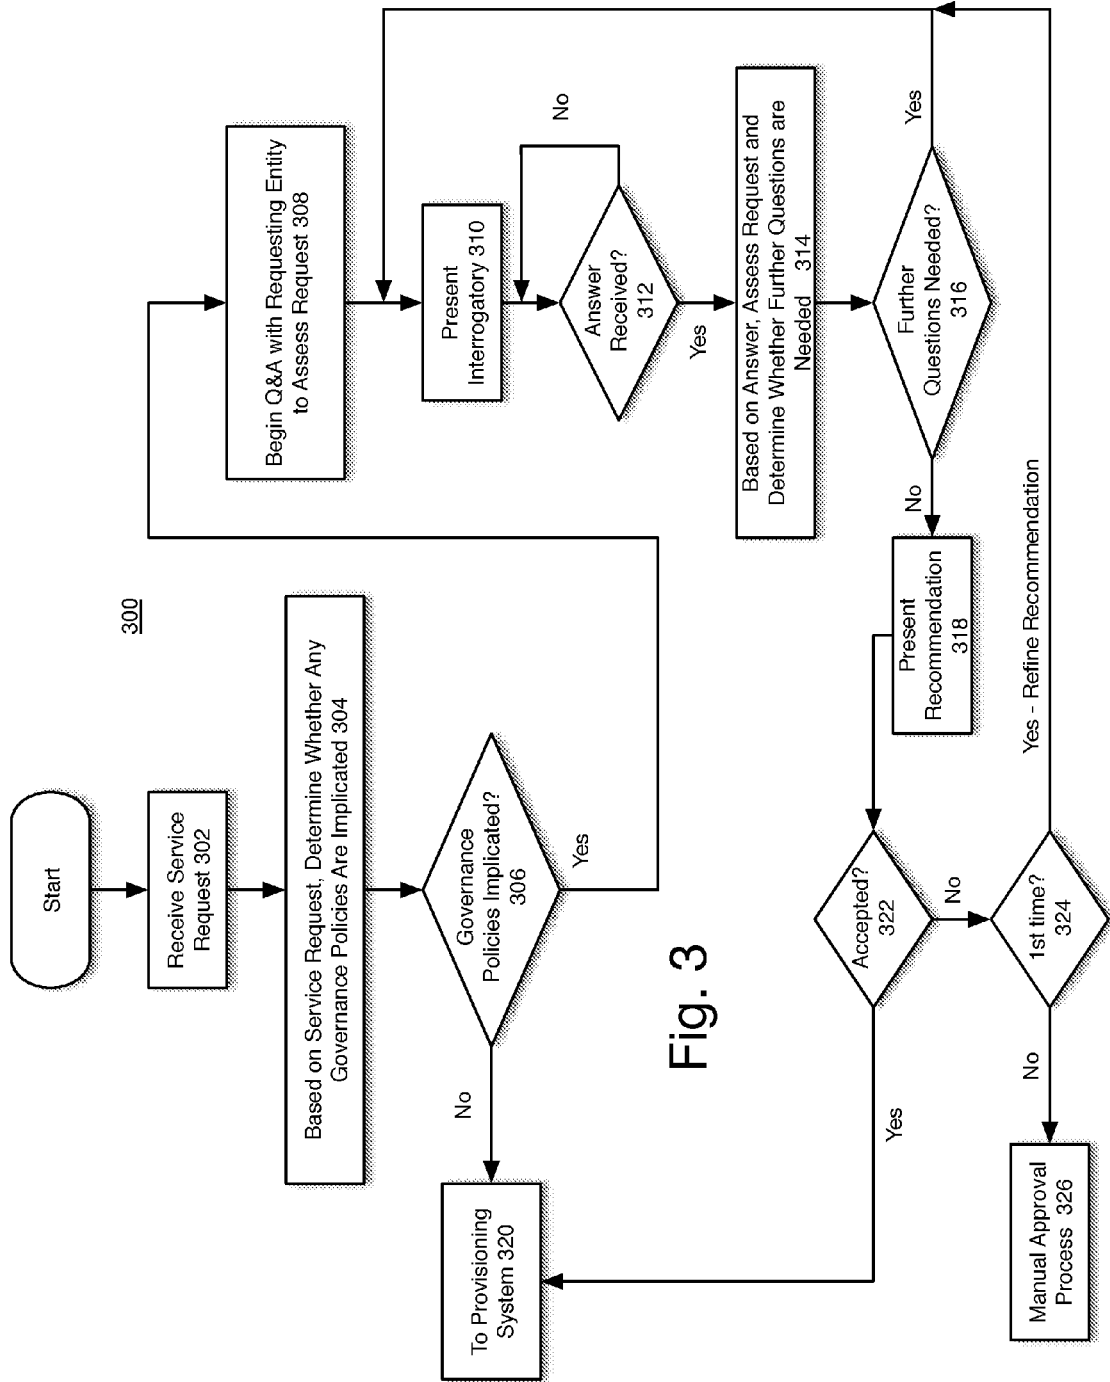 300
Start
Receive Service
Request 302
Based on Service Request, Determine Whether Any
Governance Policies Are Implicated 304
Governance
Policies Implicated?
306
No
Yes
To Provisioning
System 320
Begin Q&A with Requesting Entity
to Assess Request 308
Present
Interrogatory 310
Answer
Received?
312
No
Yes
Based on Answer, Assess Request and
Determine Whether Further Questions are
Needed 314
Further
Questions Needed?
316
Yes
No
Present
Recommendation
318
Accepted?
322
Yes
No
1st time?
324
Yes - Refine Recommendation
No
Manual Approval
Process 326
Fig. 3